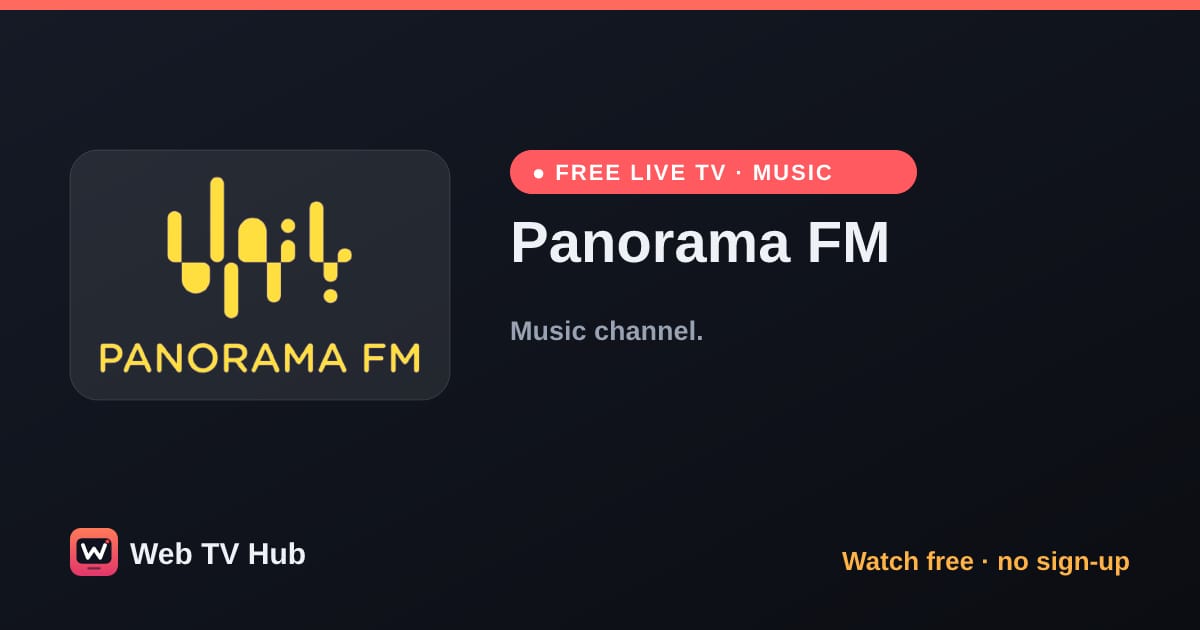 PANORAMA FM
• FREE LIVE TV · MUSIC
Panorama FM
Music channel.
Web TV Hub
Watch free · no sign-up